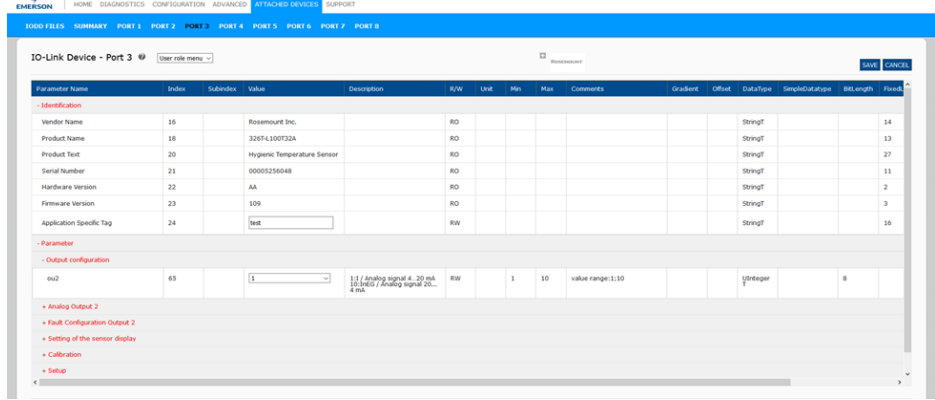 EMERSON
HOME DIAGNOSTICS CONFIGURATION ADVANCED ATTACHED DEVICES SUPPORT
IODD FILES SUMMARY PORT 1 PORT 2 PORT 3 PORT 4 PORT 5 PORT 6 PORT 7 PORT 8
IO-Link Device - Port 3 User role menu
ROSEMOUNT
SAVE CANCEL
Parameter Name Index Subindex Value Description R/W Unit Min Max Comments Gradient Offset DataType SimpleDatatype BitLength FixedL
- Identification
Vendor Name 16 Rosemount Inc. RO StringT 14
Product Name 18 326T-L100T32A RO StringT 13
Product Text 20 Hygienic Temperature Sensor RO StringT 27
Serial Number 21 00005256048 RO StringT 11
Hardware Version 22 AA RO StringT 2
Firmware Version 23 109 RO StringT 3
Application Specific Tag 24 test RW StringT 16
- Parameter
- Output configuration
ou2 65 1 1:I / Analog signal 4...20 mA RW 1 10 value range:1;10 UInteger 8
10:InEG / Analog signal 20... T
4 mA
+ Analog Output 2
+ Fault Configuration Output 2
+ Setting of the sensor display
+ Calibration
+ Setup